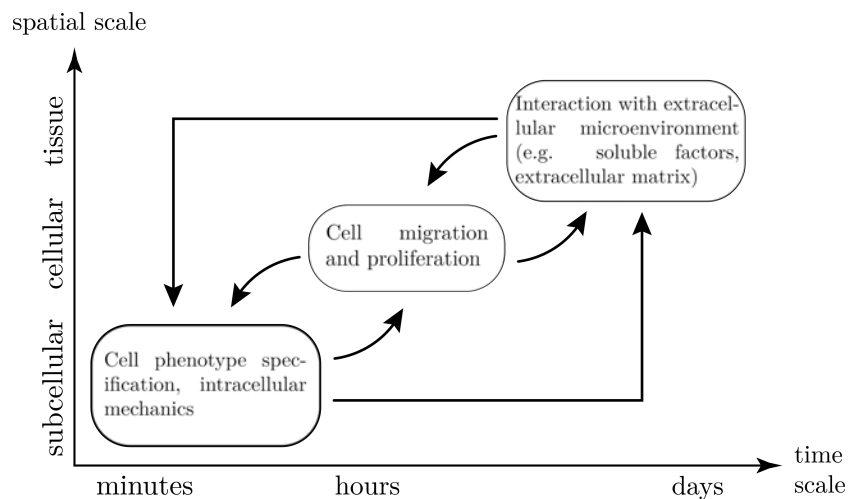 spatial scale
tissue
cellular
subcellular
Interaction with extracel-
lular microenvironment
(e.g. soluble factors,
extracellular matrix)
Cell migration
and proliferation
Cell phenotype spec-
ification, intracellular
mechanics
minutes
hours
days
time
scale